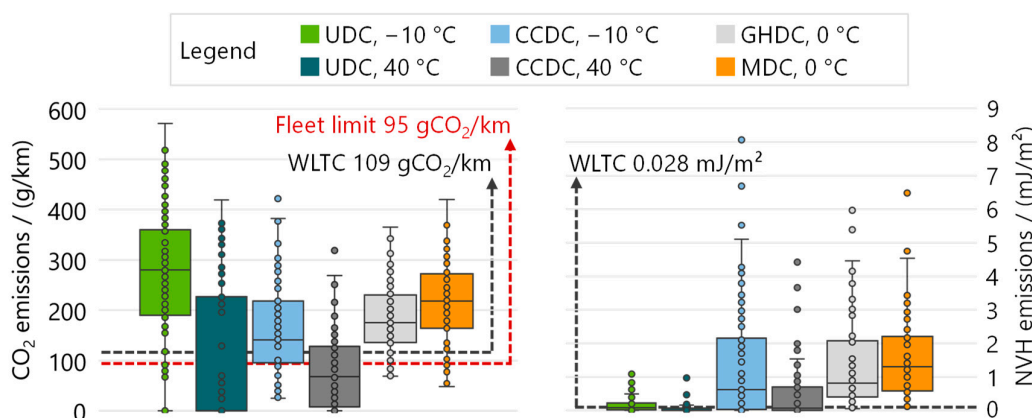 Legend
UDC, −10 °C
CCDC, −10 °C
GHDC, 0 °C
UDC, 40 °C
CCDC, 40 °C
MDC, 0 °C
CO₂ emissions / (g/km)
600
500
400
300
200
100
0
Fleet limit 95 gCO₂/km
WLTC 109 gCO₂/km
WLTC 0.028 mJ/m²
9
8
7
6
5
4
3
2
1
0
NVH emissions / (mJ/m²)